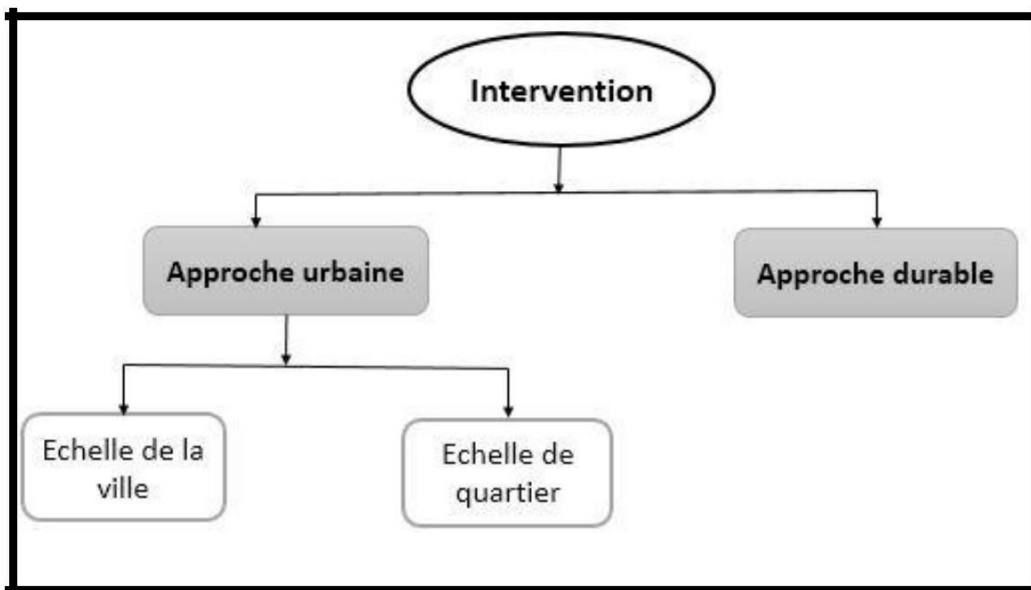 Intervention
Approche urbaine
Approche durable
Echelle de la
ville
Echelle de
quartier